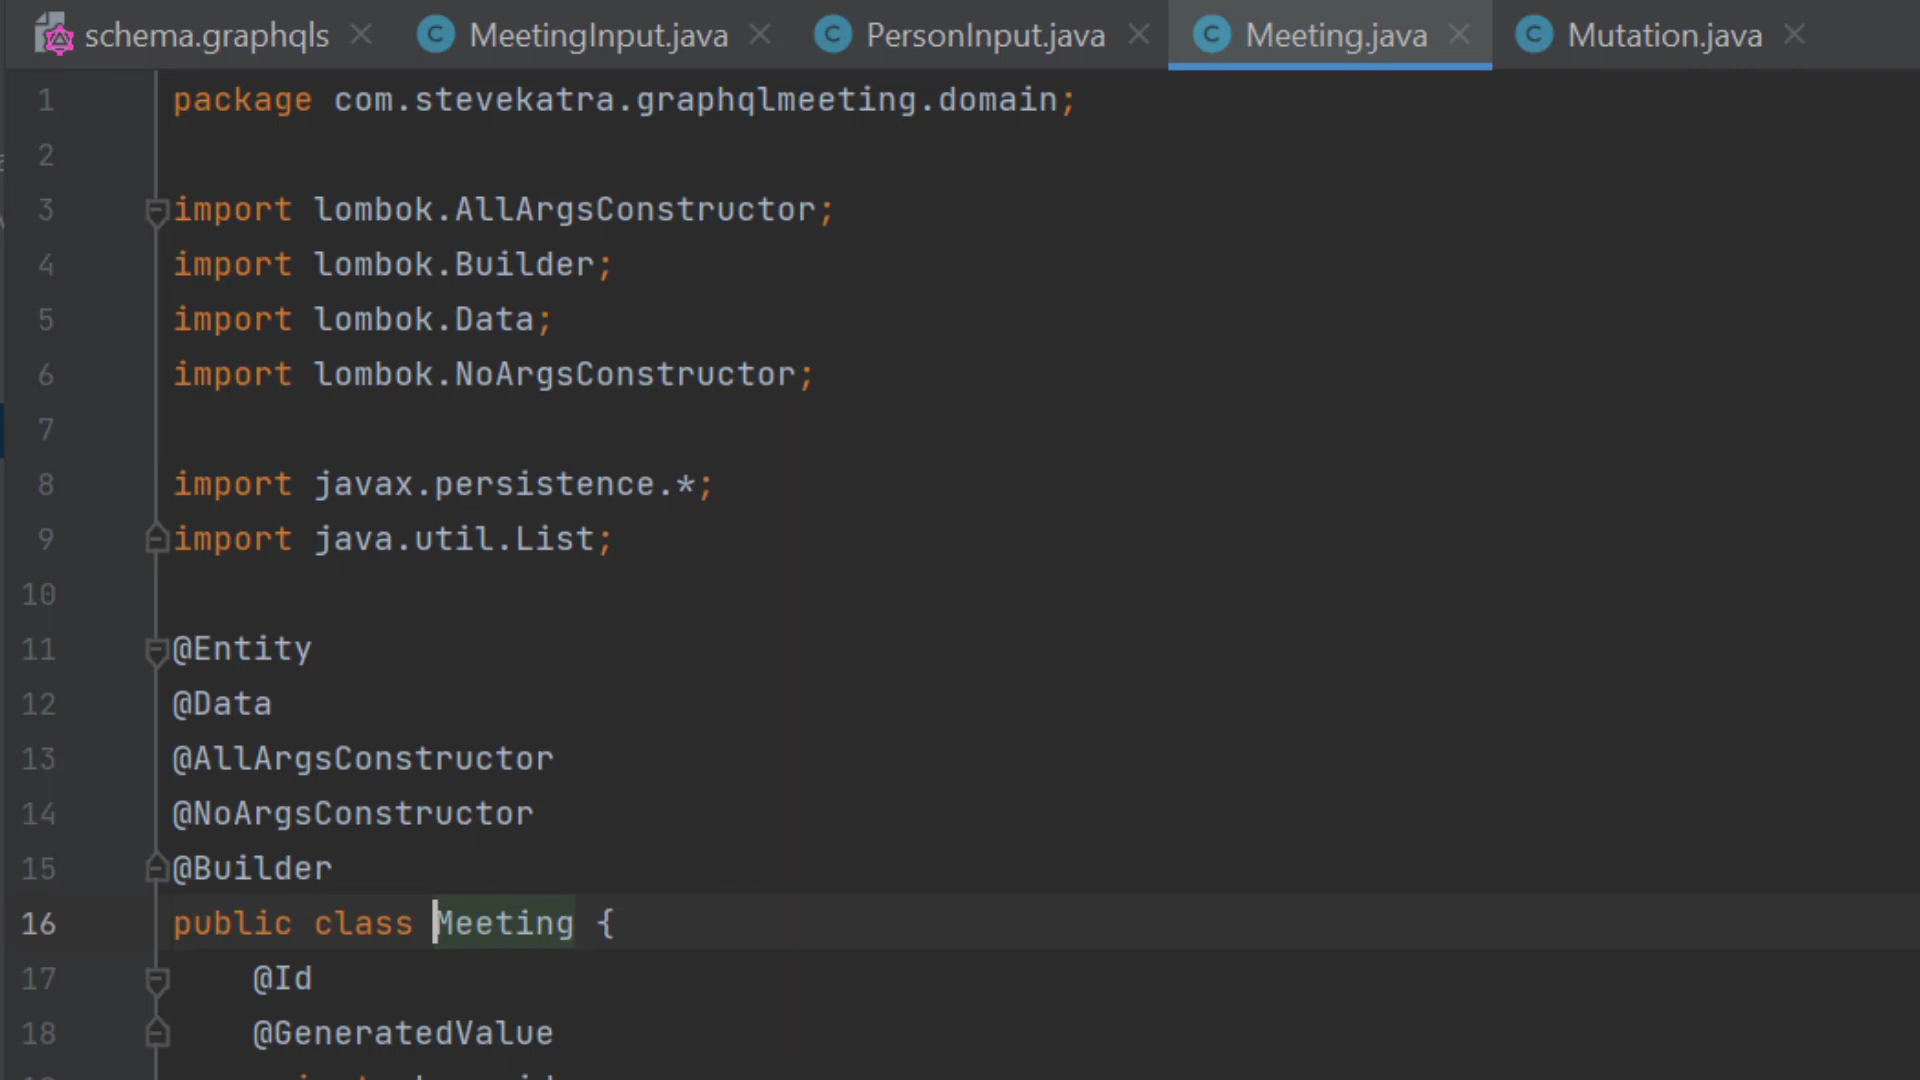 schema.graphqls MeetingInput.java PersonInput.java Meeting.java Mutation.java
1 package com.stevekatra.graphqlmeeting.domain;
2
3 import lombok.AllArgsConstructor;
4 import lombok.Builder;
5 import lombok.Data;
6 import lombok.NoArgsConstructor;
7
8 import javax.persistence.*;
9 import java.util.List;
10
11 @Entity
12 @Data
13 @AllArgsConstructor
14 @NoArgsConstructor
15 @Builder
16 public class Meeting {
17 @Id
18 @GeneratedValue